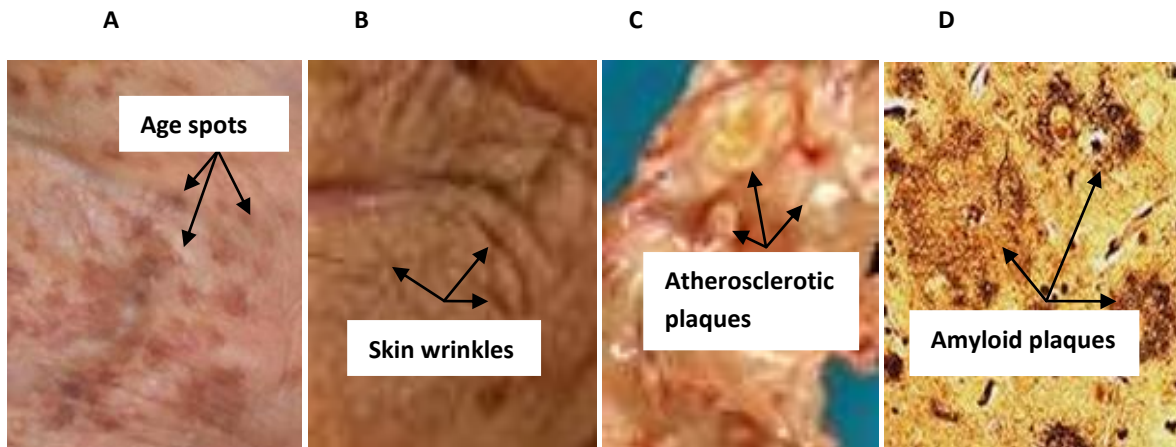 A
B
C
D
Age spots
Skin wrinkles
Atherosclerotic
plaques
Amyloid plaques